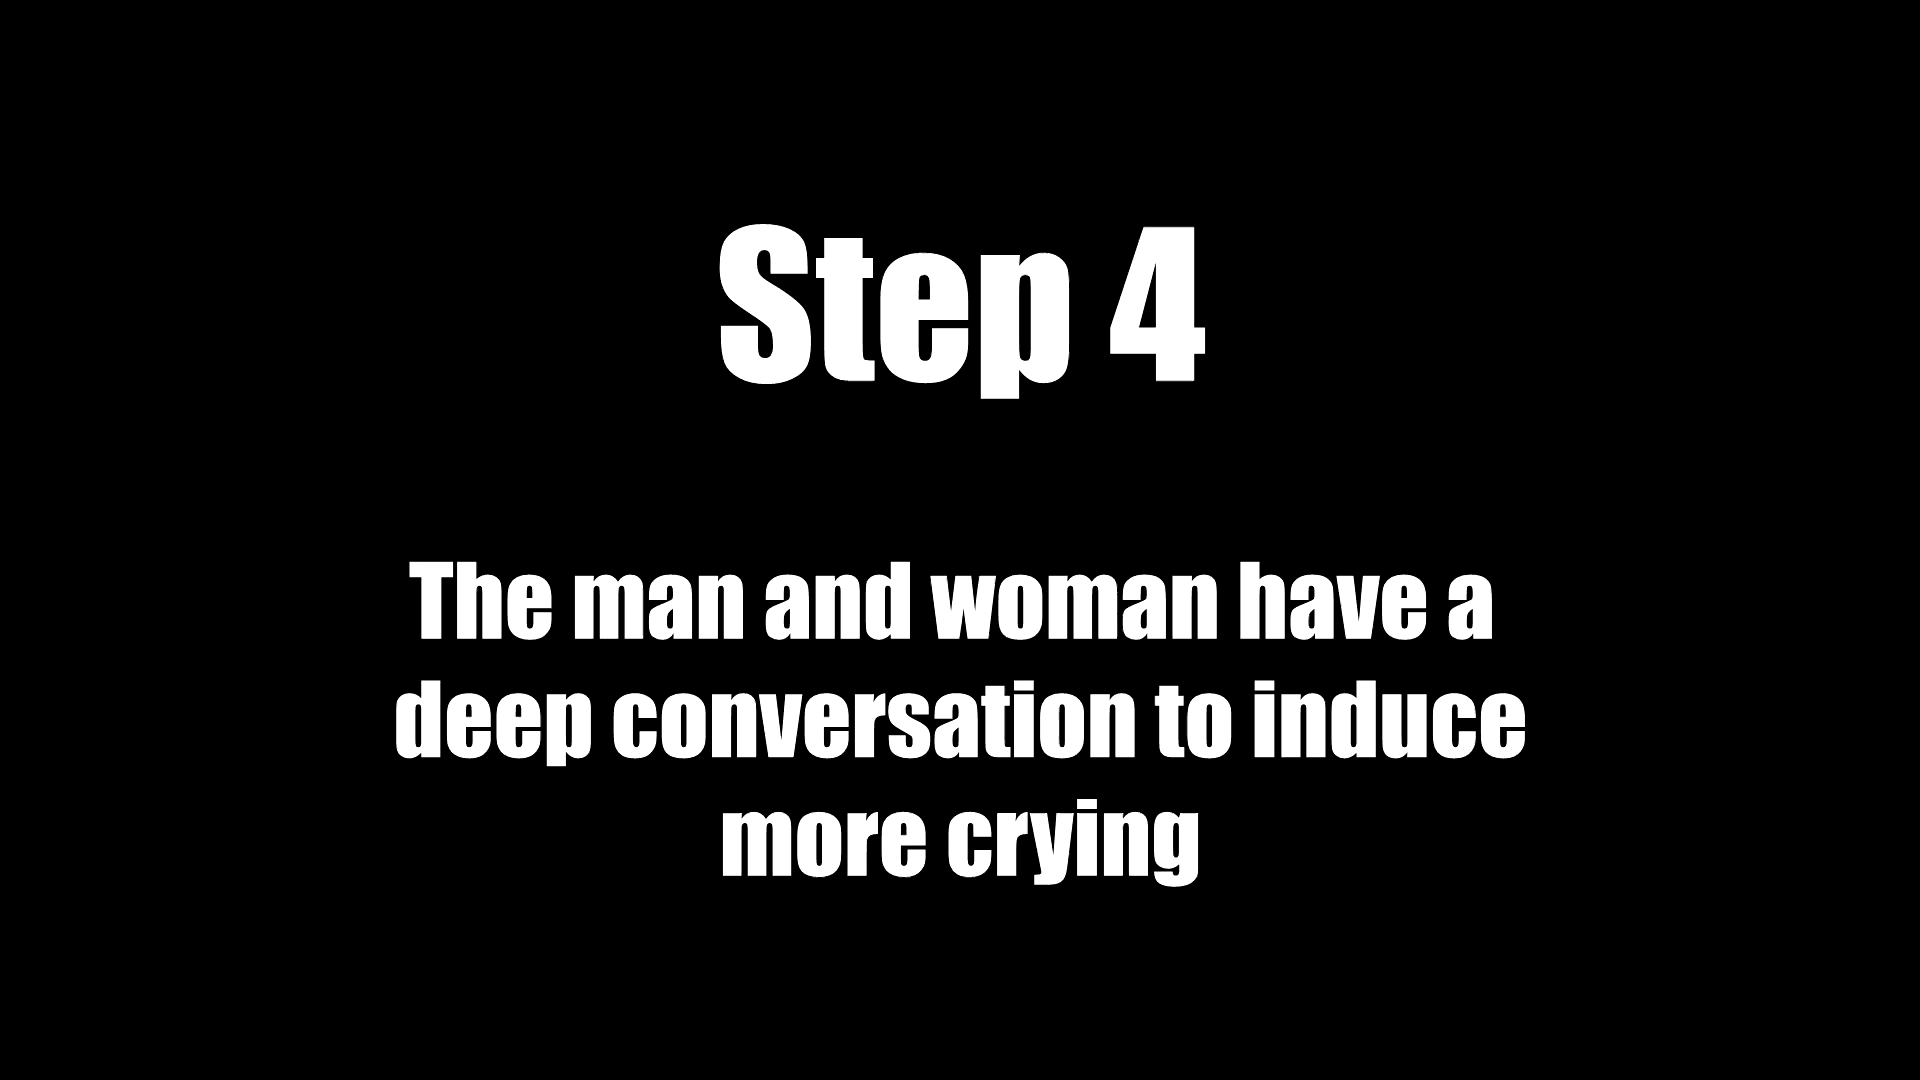 Step 4
The man and woman have a
deep conversation to induce
more crying